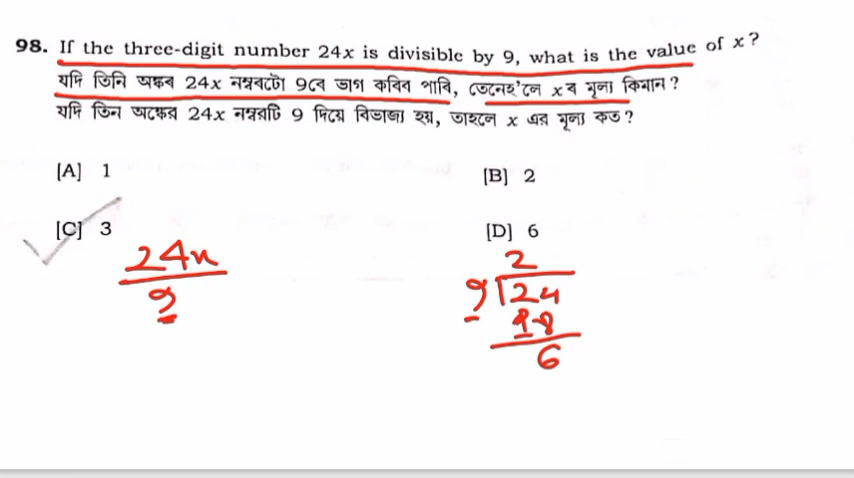 98. If the three-digit number 24x is divisible by 9, what is the value of x ?
যদি তিনি অঙ্কৰ 24x নম্বৰটো 9ৰে ভাগ কৰিব পাৰি, তেনেহ'লে x ৰ মূল্য কিমান ?
যদি তিন অঙ্কের 24x নম্বরটি 9 দিয়ে বিভাজ্য হয়, তাহলে x এর মূল্য কত ?
[A] 1
[B] 2
[C] 3
[D] 6
24x
9
2
9 24
18
6